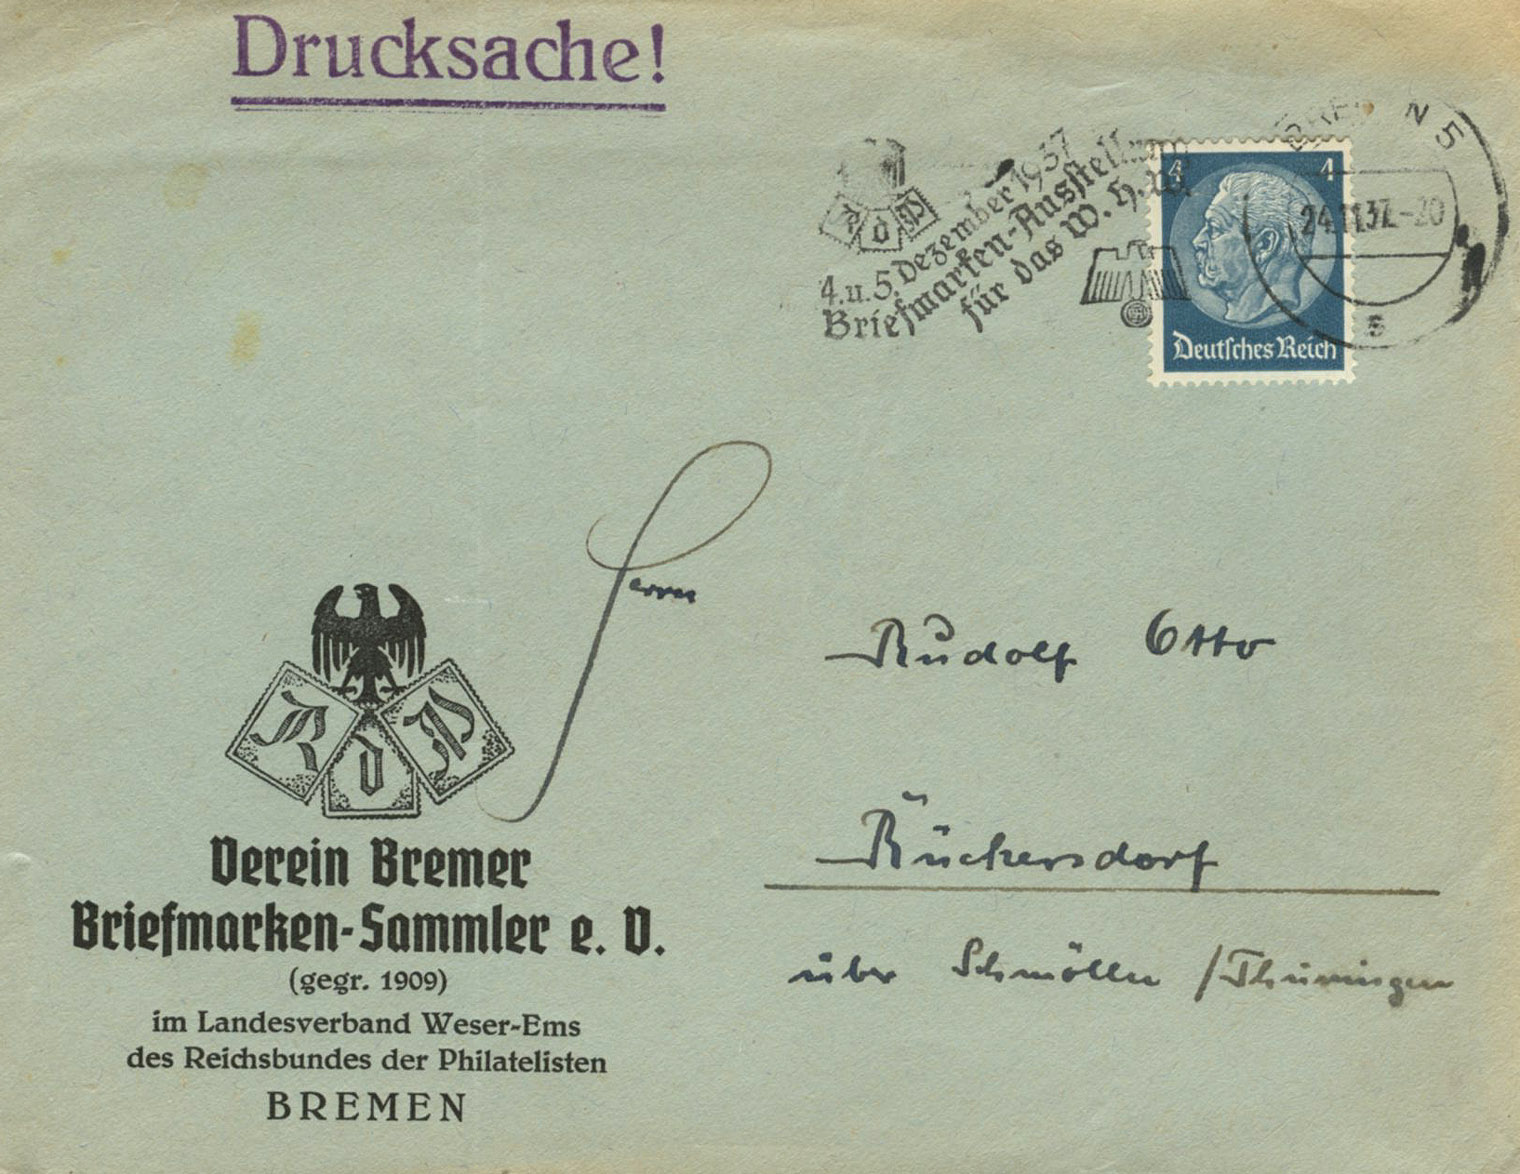 Drucksache!
4. u. 5. Dezember 1937
Briefmarken-Ausstellung
für das W. H. W.
R d P
4 4
Deutsches Reich
BREMEN 5
24.11.37.-20
s
Herrn
Rudolf Otto
Rückersdorf
über Schmölln / Thüringen
R d P
Verein Bremer
Briefmarken-Sammler e. V.
(gegr. 1909)
im Landesverband Weser-Ems
des Reichsbundes der Philatelisten
BREMEN